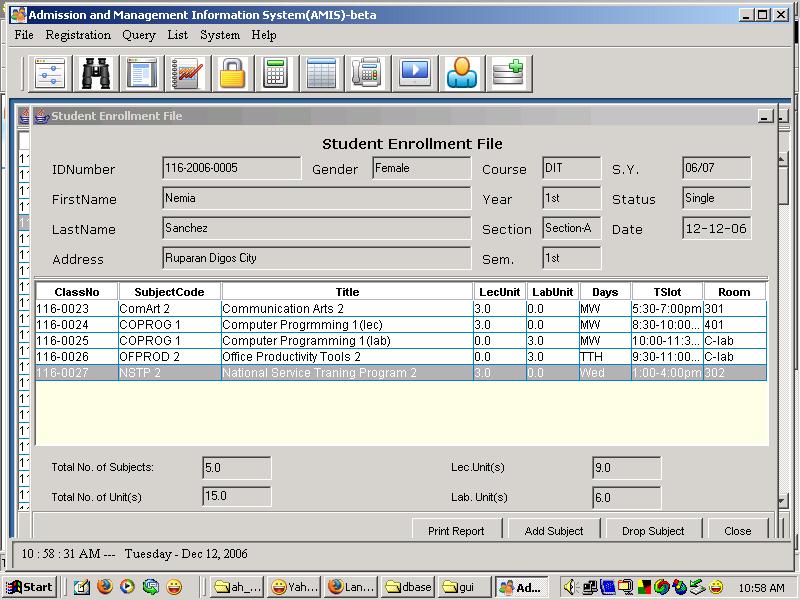 Admission and Management Information System(AMIS)-beta
File Registration Query List System Help
Student Enrollment File
Student Enrollment File
IDNumber 116-2006-0005 Gender Female Course DIT S.Y. 06/07
FirstName Nemia Year 1st Status Single
LastName Sanchez Section Section-A Date 12-12-06
Address Ruparan Digos City Sem. 1st
ClassNo SubjectCode Title LecUnit LabUnit Days TSlot Room
116-0023 ComArt 2 Communication Arts 2 3.0 0.0 MW 5:30-7:00pm 301
116-0024 COPROG 1 Computer Progrmming 1(lec) 3.0 0.0 MW 8:30-10:00... 401
116-0025 COPROG 1 Computer Programming 1(lab) 0.0 3.0 MW 10:00-11:3... C-lab
116-0026 OFPROD 2 Office Productivity Tools 2 0.0 3.0 TTH 9:30-11:00... C-lab
116-0027 NSTP 2 National Service Traning Program 2 3.0 0.0 Wed 1:00-4:00pm 302
Total No. of Subjects: 5.0 Lec.Unit(s) 9.0
Total No. of Unit(s) 15.0 Lab. Unit(s) 6.0
Print Report Add Subject Drop Subject Close
10 : 58 : 31 AM --- Tuesday - Dec 12, 2006
Start ah_... Yah... Lan... dbase gui Ad... 10:58 AM